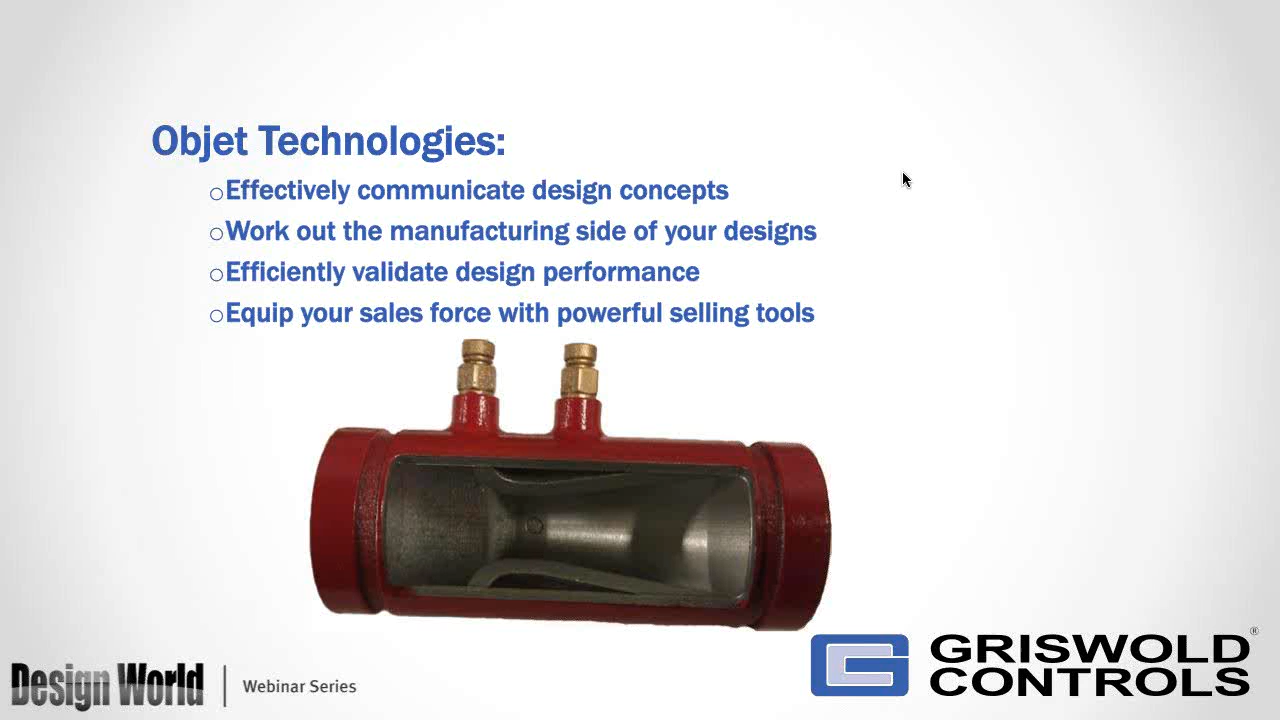 Objet Technologies:
oEffectively communicate design concepts
oWork out the manufacturing side of your designs
oEfficiently validate design performance
oEquip your sales force with powerful selling tools
GRISWOLD®
CONTROLS
Design World | Webinar Series